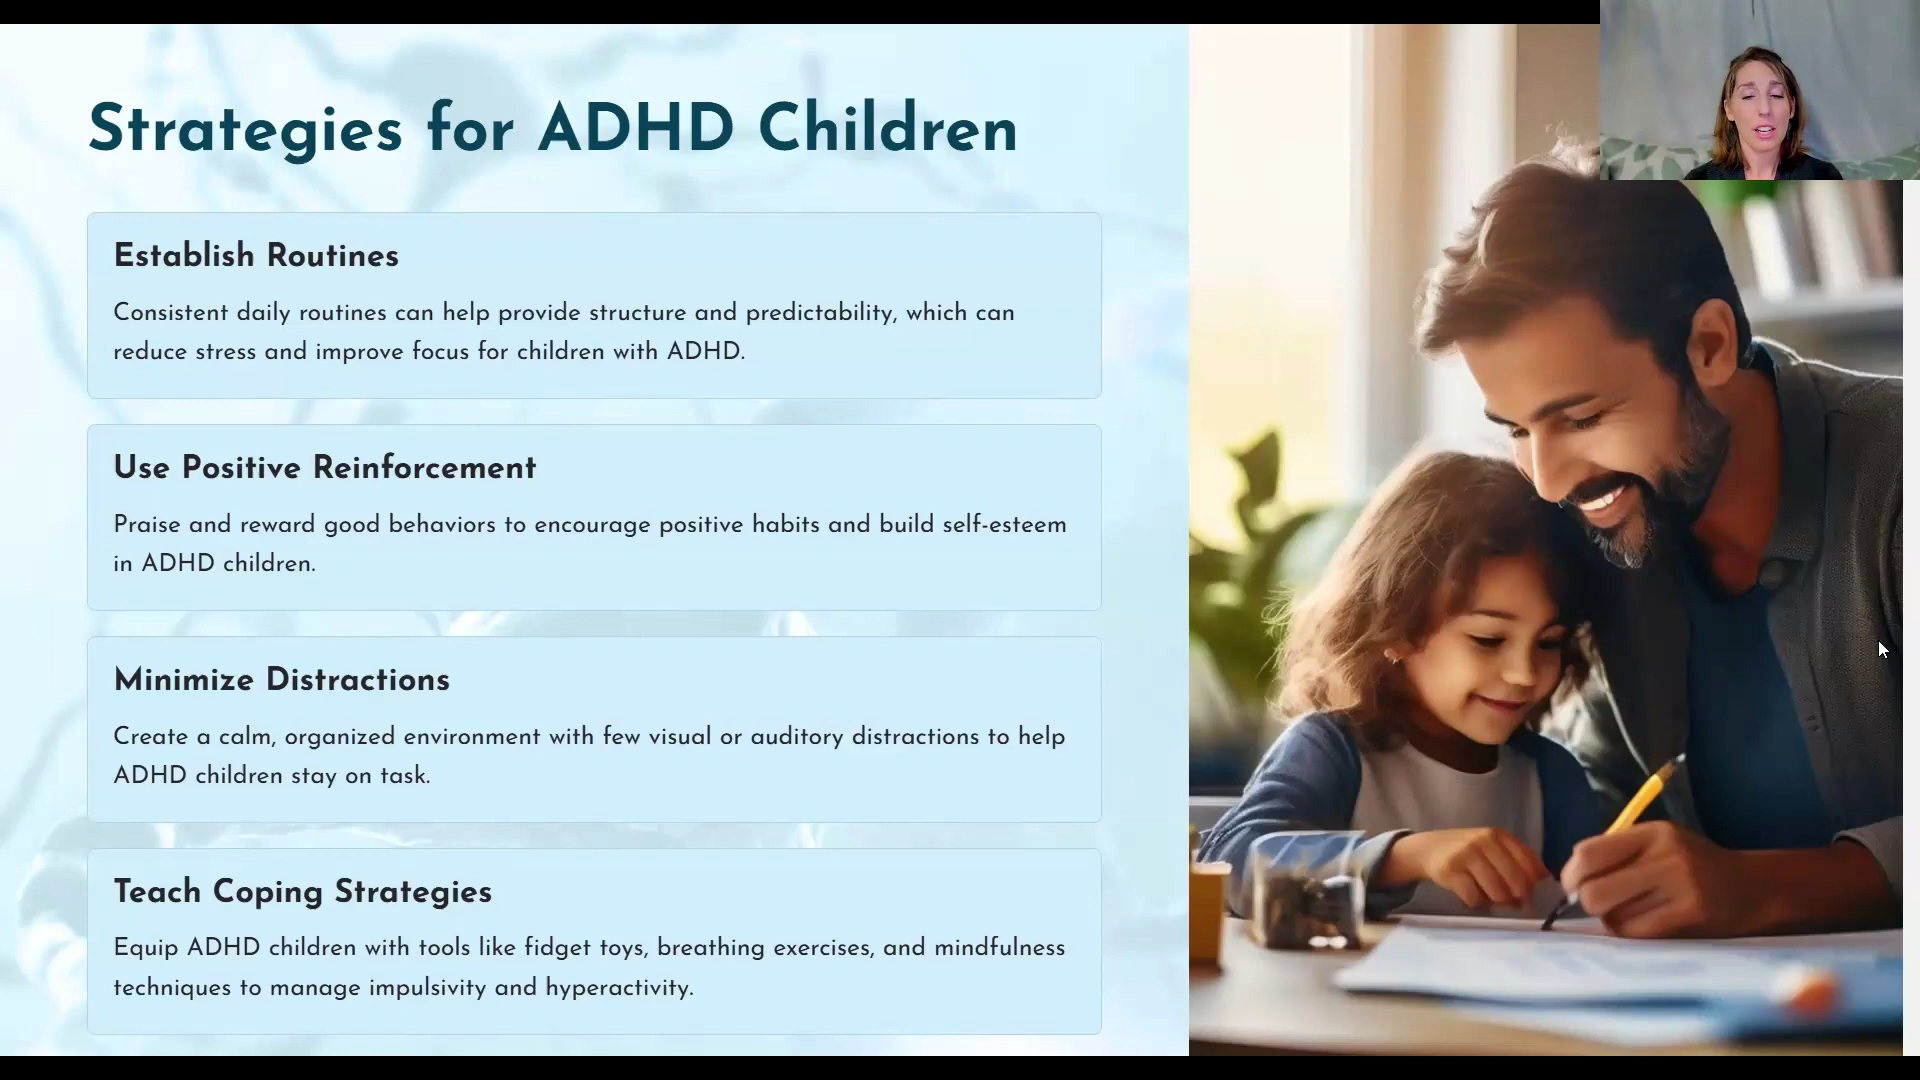 Strategies for ADHD Children
Establish Routines
Consistent daily routines can help provide structure and predictability, which can
reduce stress and improve focus for children with ADHD.
Use Positive Reinforcement
Praise and reward good behaviors to encourage positive habits and build self-esteem
in ADHD children.
Minimize Distractions
Create a calm, organized environment with few visual or auditory distractions to help
ADHD children stay on task.
Teach Coping Strategies
Equip ADHD children with tools like fidget toys, breathing exercises, and mindfulness
techniques to manage impulsivity and hyperactivity.